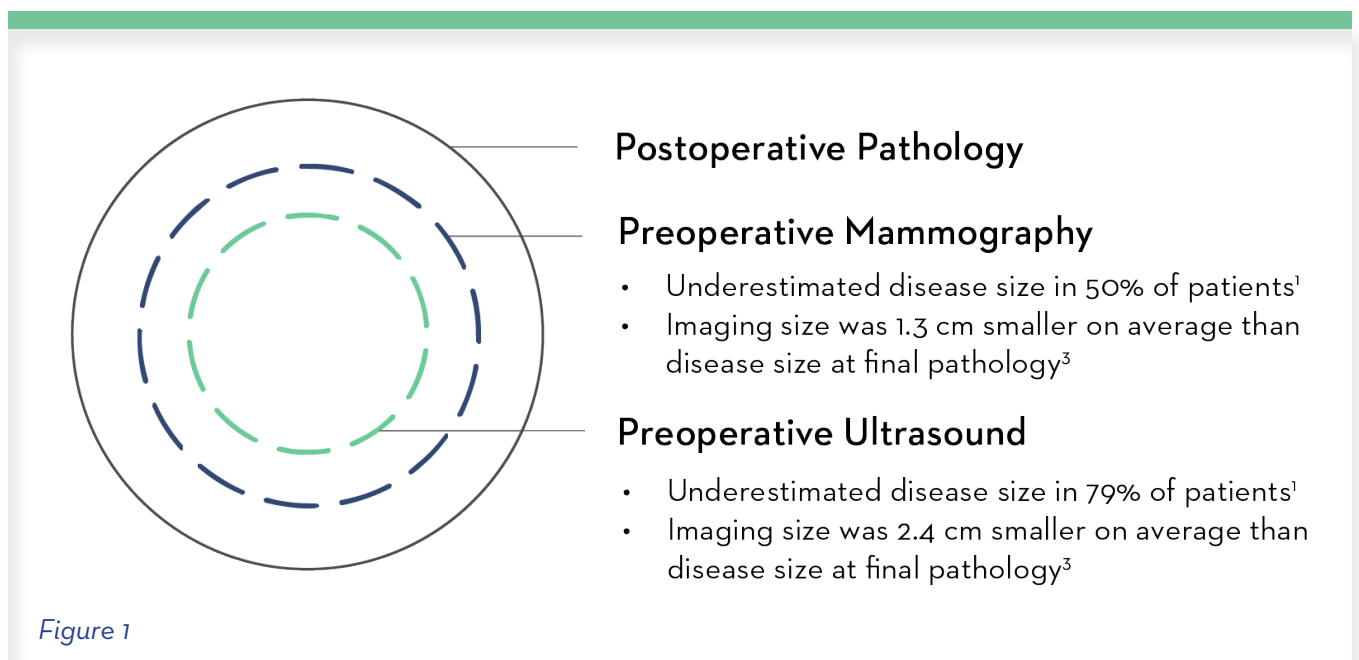 Postoperative Pathology
Preoperative Mammography
• Underestimated disease size in 50% of patients¹
• Imaging size was 1.3 cm smaller on average than
disease size at final pathology³
Preoperative Ultrasound
• Underestimated disease size in 79% of patients¹
• Imaging size was 2.4 cm smaller on average than
disease size at final pathology³
Figure 1